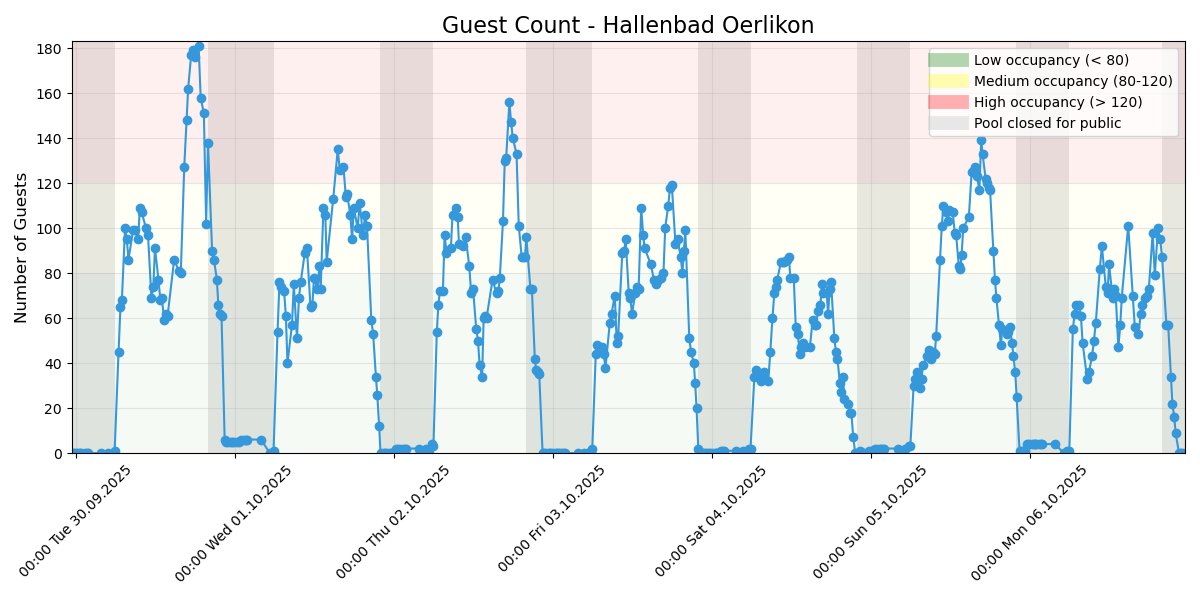 Guest Count - Hallenbad Oerlikon
Number of Guests
180
160
140
120
100
80
60
40
20
0
Low occupancy (< 80)
Medium occupancy (80-120)
High occupancy (> 120)
Pool closed for public
00:00 Tue 30.09.2025
00:00 Wed 01.10.2025
00:00 Thu 02.10.2025
00:00 Fri 03.10.2025
00:00 Sat 04.10.2025
00:00 Sun 05.10.2025
00:00 Mon 06.10.2025